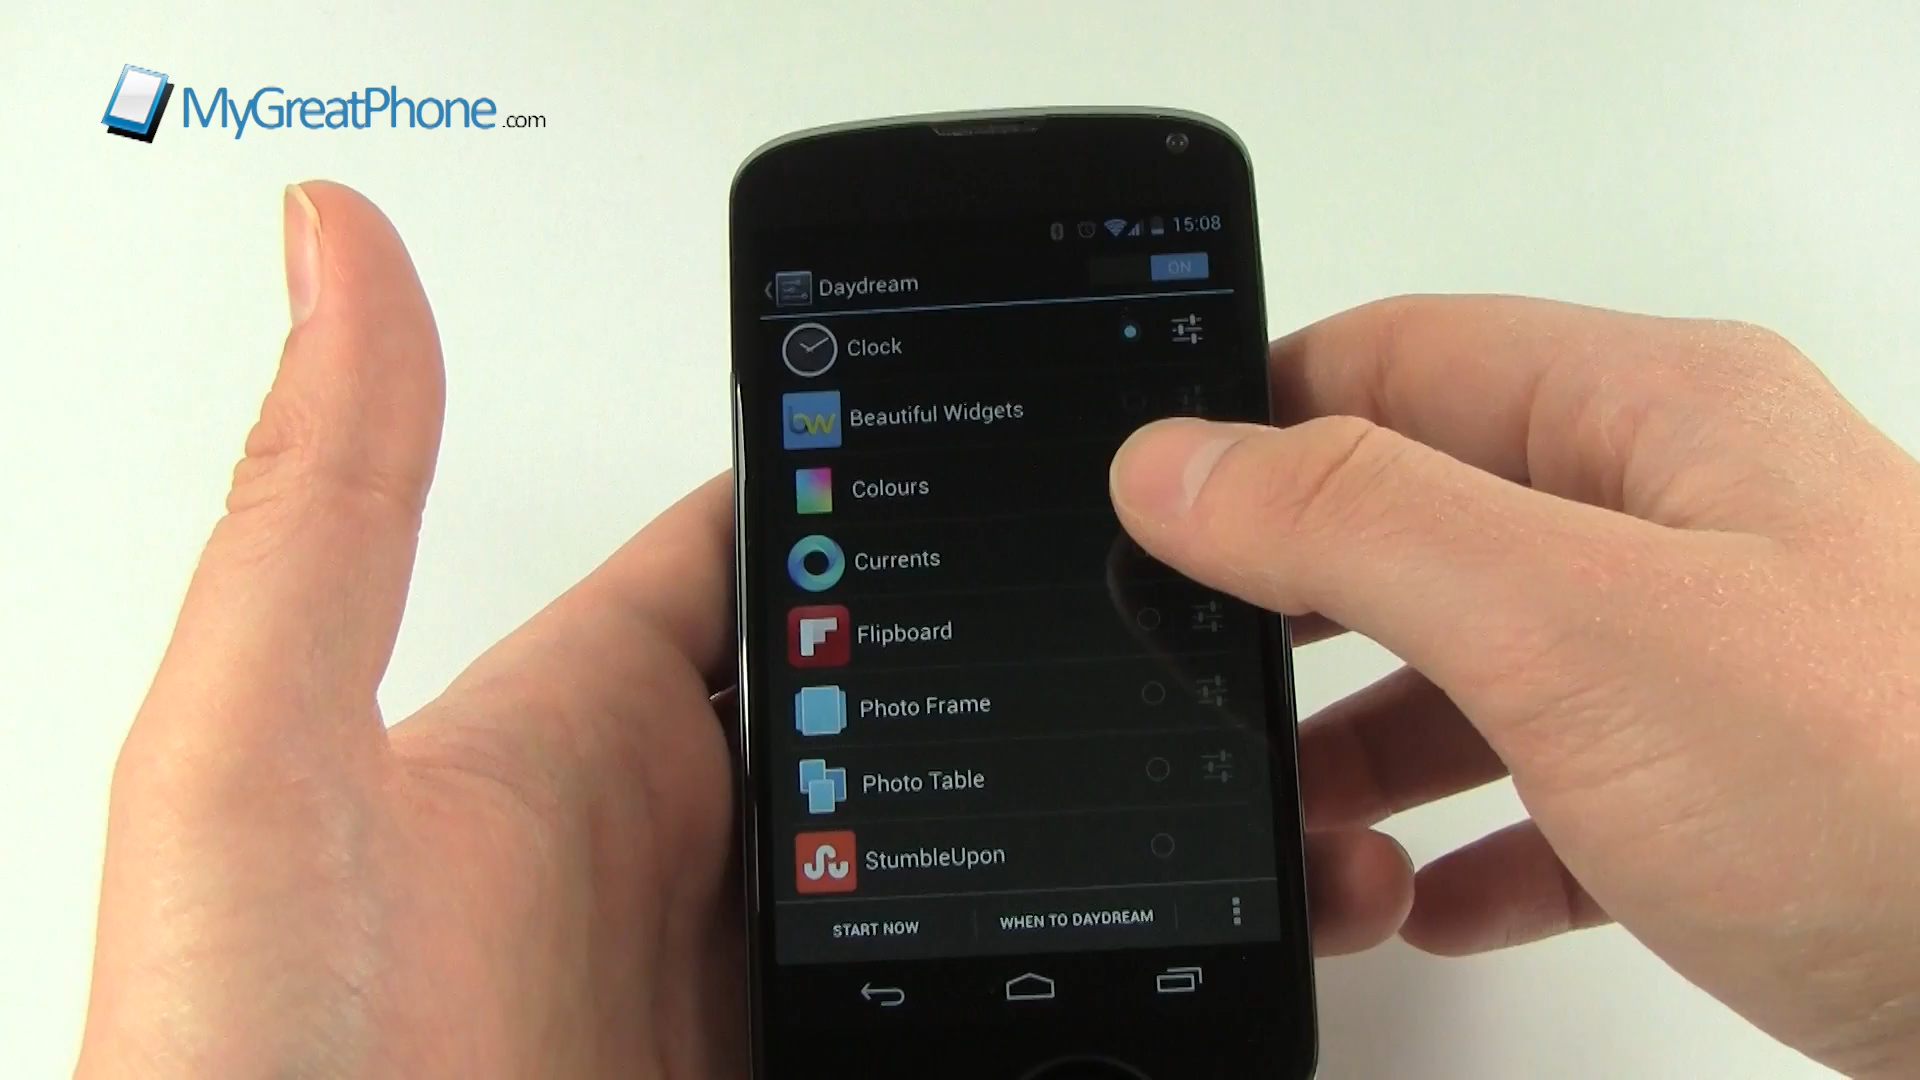 MyGreatPhone.com
15:08
Daydream
ON
Clock
bw
Beautiful Widgets
Colours
Currents
Flipboard
Photo Frame
Photo Table
StumbleUpon
START NOW
WHEN TO DAYDREAM